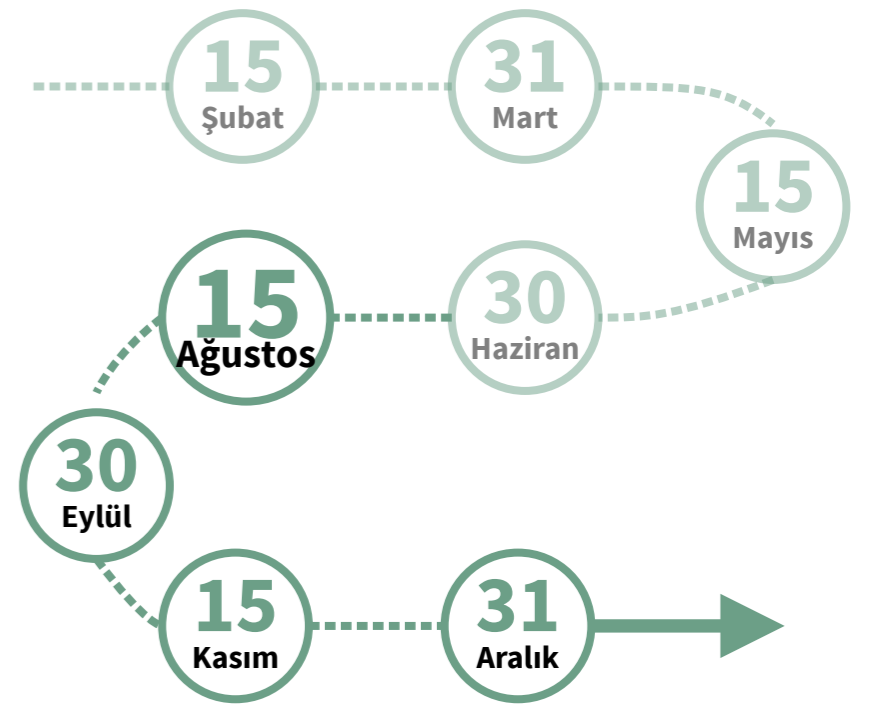 15
Şubat
31
Mart
15
Mayıs
30
Haziran
15
Ağustos
30
Eylül
15
Kasım
31
Aralık